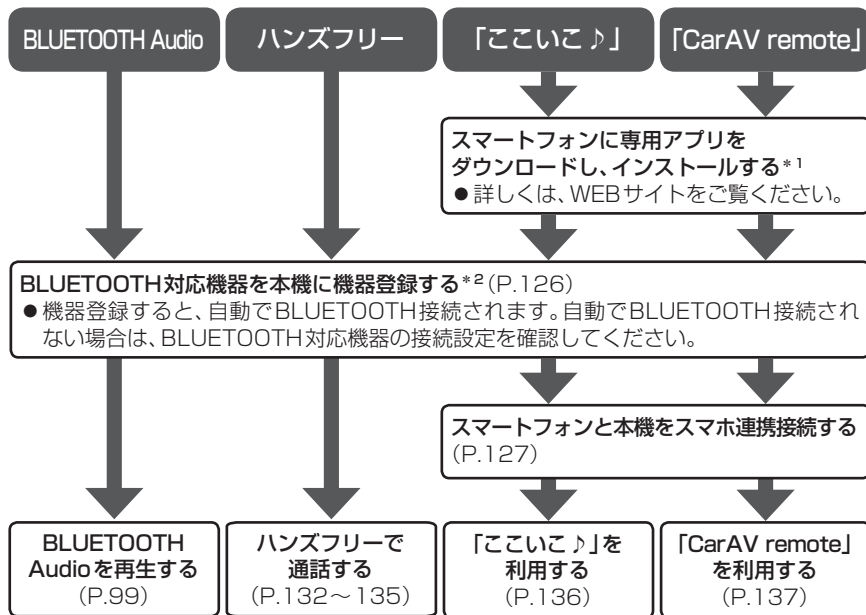 BLUETOOTH Audio
ハンズフリー
「ここいこ♪」
「CarAV remote」
スマートフォンに専用アプリを
ダウンロードし、インストールする*1
●詳しくは、WEBサイトをご覧ください。
BLUETOOTH対応機器を本機に機器登録する*2(P.126)
●機器登録すると、自動でBLUETOOTH接続されます。自動でBLUETOOTH接続され
ない場合は、BLUETOOTH対応機器の接続設定を確認してください。
スマートフォンと本機をスマホ連携接続する
(P.127)
BLUETOOTH
Audioを再生する
(P.99)
ハンズフリーで
通話する
(P.132〜135)
「ここいこ♪」を
利用する
(P.136)
「CarAV remote」
を利用する
(P.137)